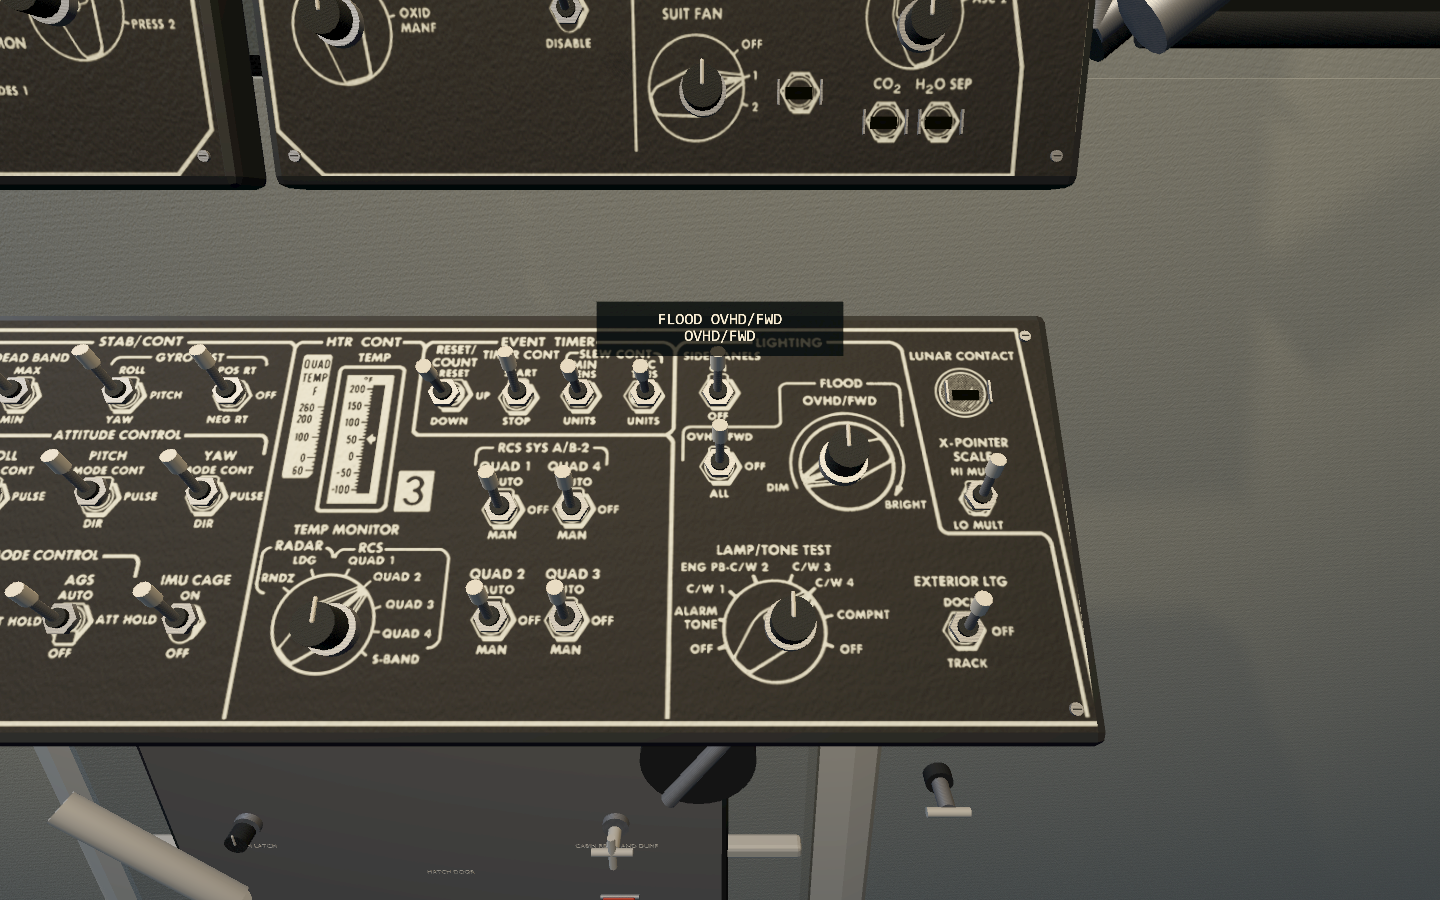 PRESS 2
OXID
MANF
DISABLE
SUIT FAN
OFF
1
2
CO2 H2O SEP
FLOOD OVHD/FWD
OVHD/FWD
STAB/CONT
DEAD BAND
MAX
MIN
ROLL
PITCH
YAW
POS RT
OFF
NEG RT
ATTITUDE CONTROL
PULSE
PITCH
MODE CONT
PULSE
DIR
YAW
MODE CONT
PULSE
DIR
AGS
AUTO
ATT HOLD
OFF
IMU CAGE
ON
OFF
HTR CONT
QUAD
TEMP
F
260
200
100
0
60
TEMP
°F
200
150
100
50
0
-50
-100
3
TEMP MONITOR
RADAR
RCS
LDG
RNDZ
QUAD 1
QUAD 2
QUAD 3
QUAD 4
S-BAND
EVENT TIMER
RESET/
COUNT
RESET
UP
DOWN
STOP
UNITS
UNITS
RCS SYS A/B-2
QUAD 1 QUAD 4
OFF
MAN
OFF
MAN
QUAD 2 QUAD 3
AUTO
OFF
MAN
OFF
MAN
LIGHTING
OFF
OFF
ALL
FLOOD
OVHD/FWD
DIM
BRIGHT
LAMP/TONE TEST
ENG PB-C/W 2
C/W 3
C/W 1
C/W 4
ALARM
TONE
COMPNT
OFF
OFF
LUNAR CONTACT
X-POINTER
SCALE
LO MULT
EXTERIOR LTG
OFF
TRACK
HATCH DOOR